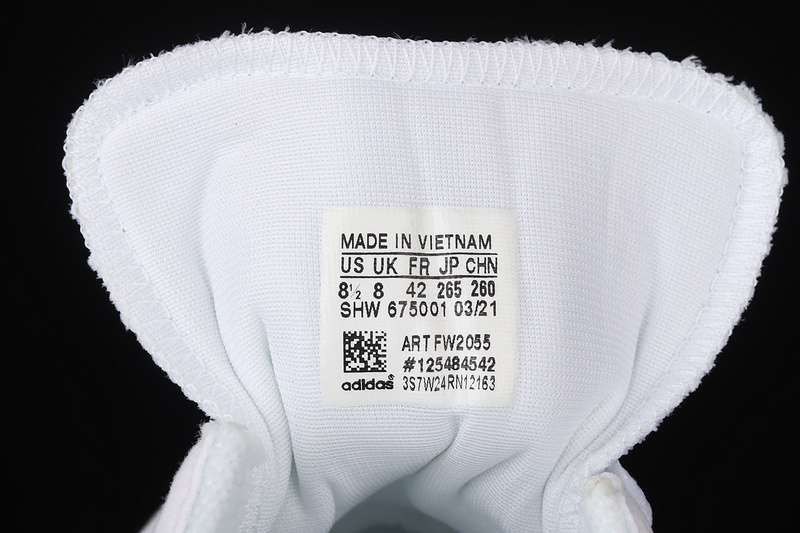 MADE IN VIETNAM
US UK FR JP CHN
8½ 8 42 265 260
SHW 675001 03/21
ART FW2055
#125484542
adidas® 3S7W24RN12163